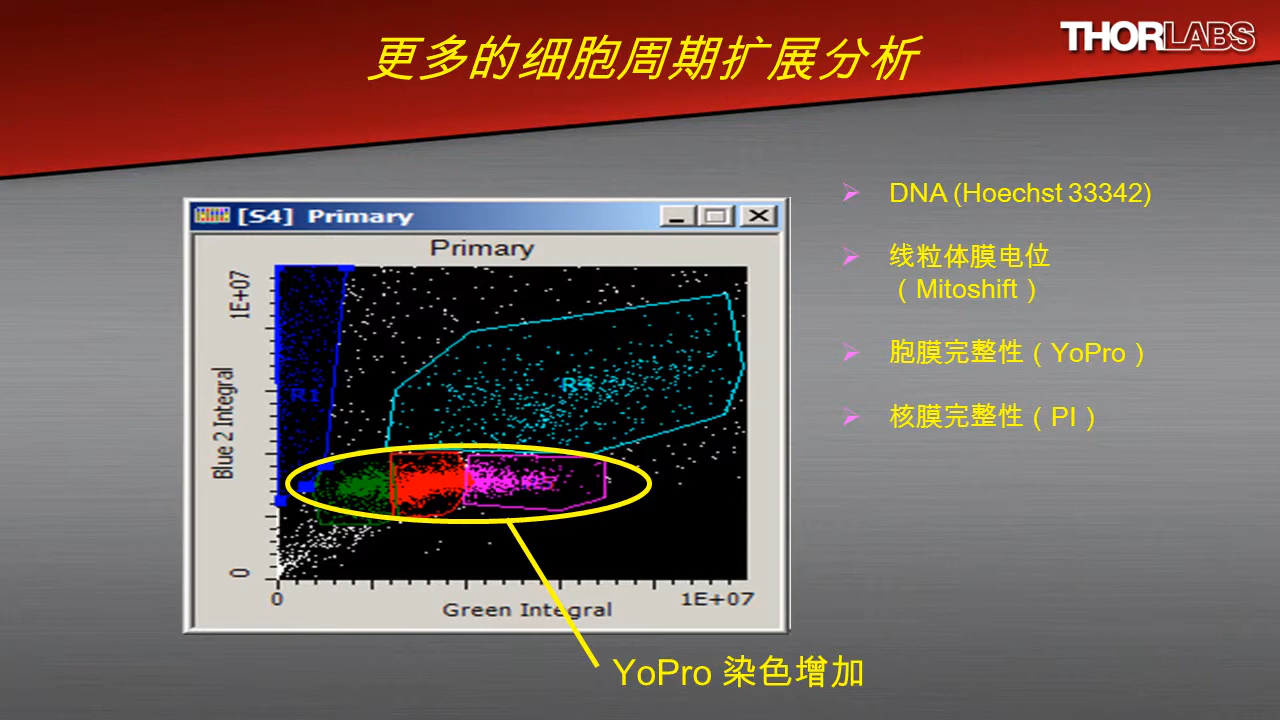 更多的细胞周期扩展分析
THORLABS
DNA (Hoechst 33342)
线粒体膜电位
（Mitoshift）
胞膜完整性（YoPro）
核膜完整性（PI）
[S4] Primary
Primary
1E+07
Blue 2 Integral
0
R1
R4
0
Green Integral
1E+07
YoPro 染色增加